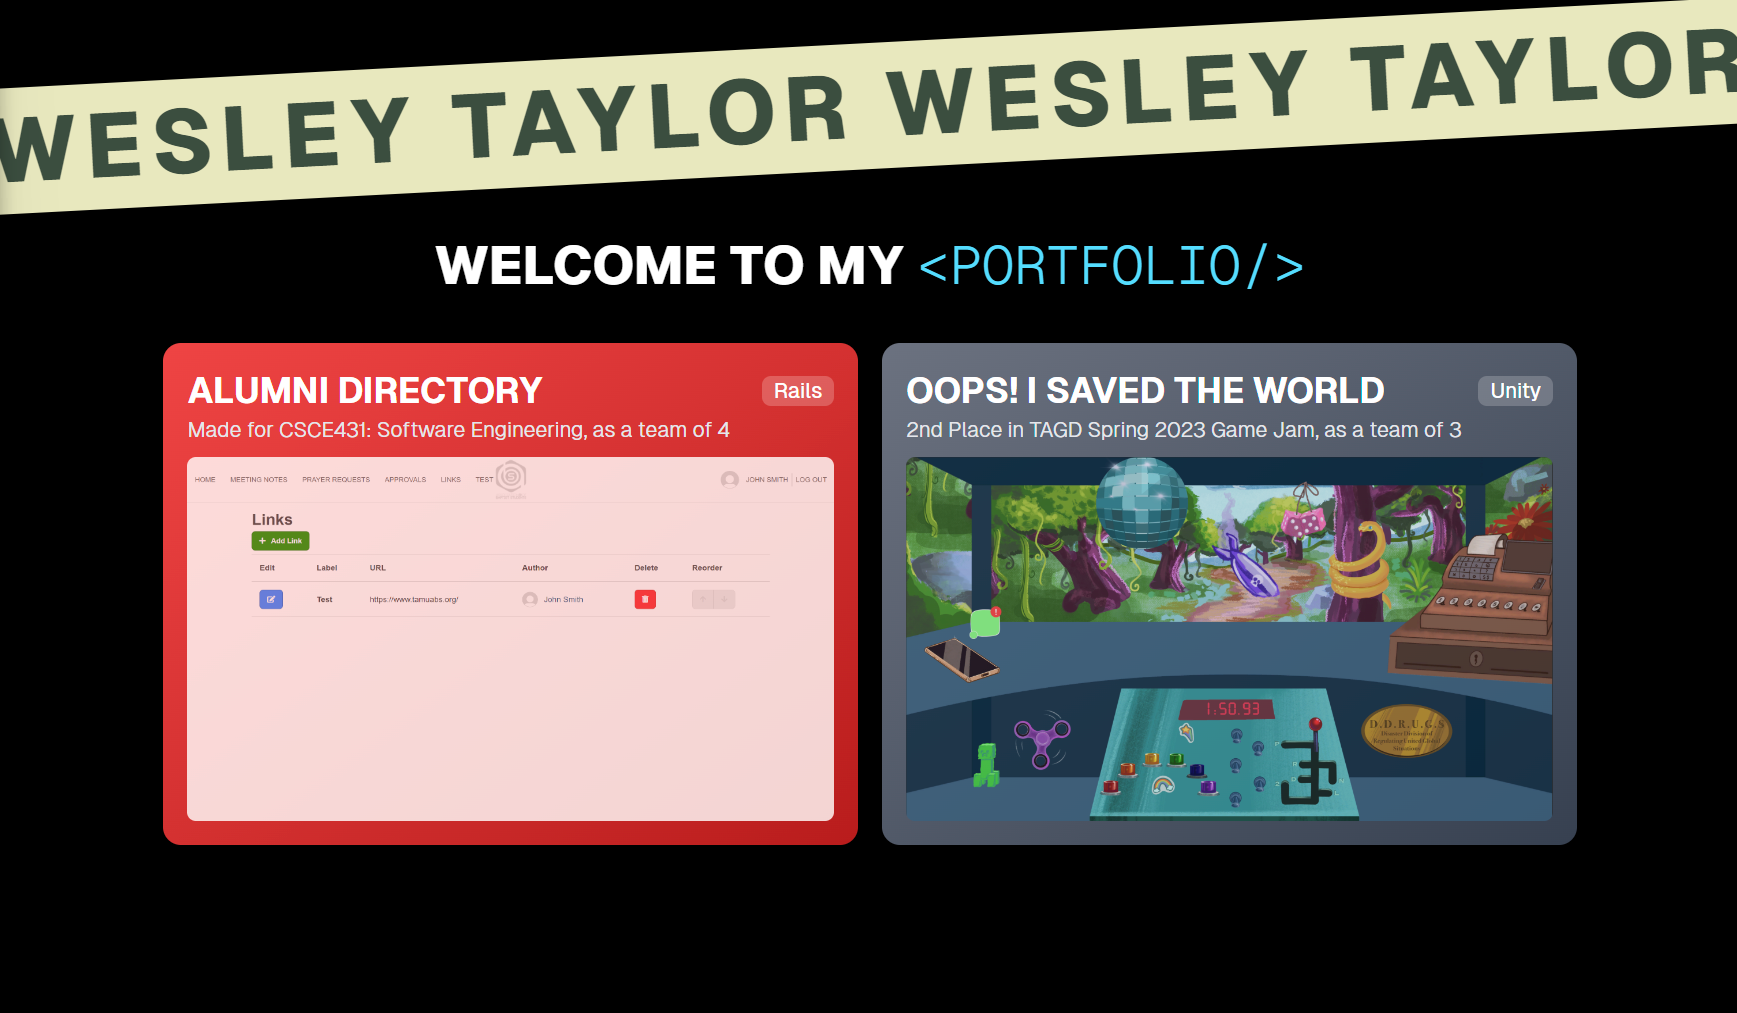 WESLEY TAYLOR WESLEY TAYLOR
WELCOME TO MY <PORTFOLIO/>
ALUMNI DIRECTORY
Rails
Made for CSCE431: Software Engineering, as a team of 4
HOME MEETING NOTES PRAYER REQUESTS APPROVALS LINKS TEST
JOHN SMITH LOG OUT
Links
+ Add Link
Edit Label URL Author Delete Reorder
Test https://www.tamuabs.org/ John Smith
OOPS! I SAVED THE WORLD
Unity
2nd Place in TAGD Spring 2023 Game Jam, as a team of 3
!
1:50.93
D.D.R.U.G.S